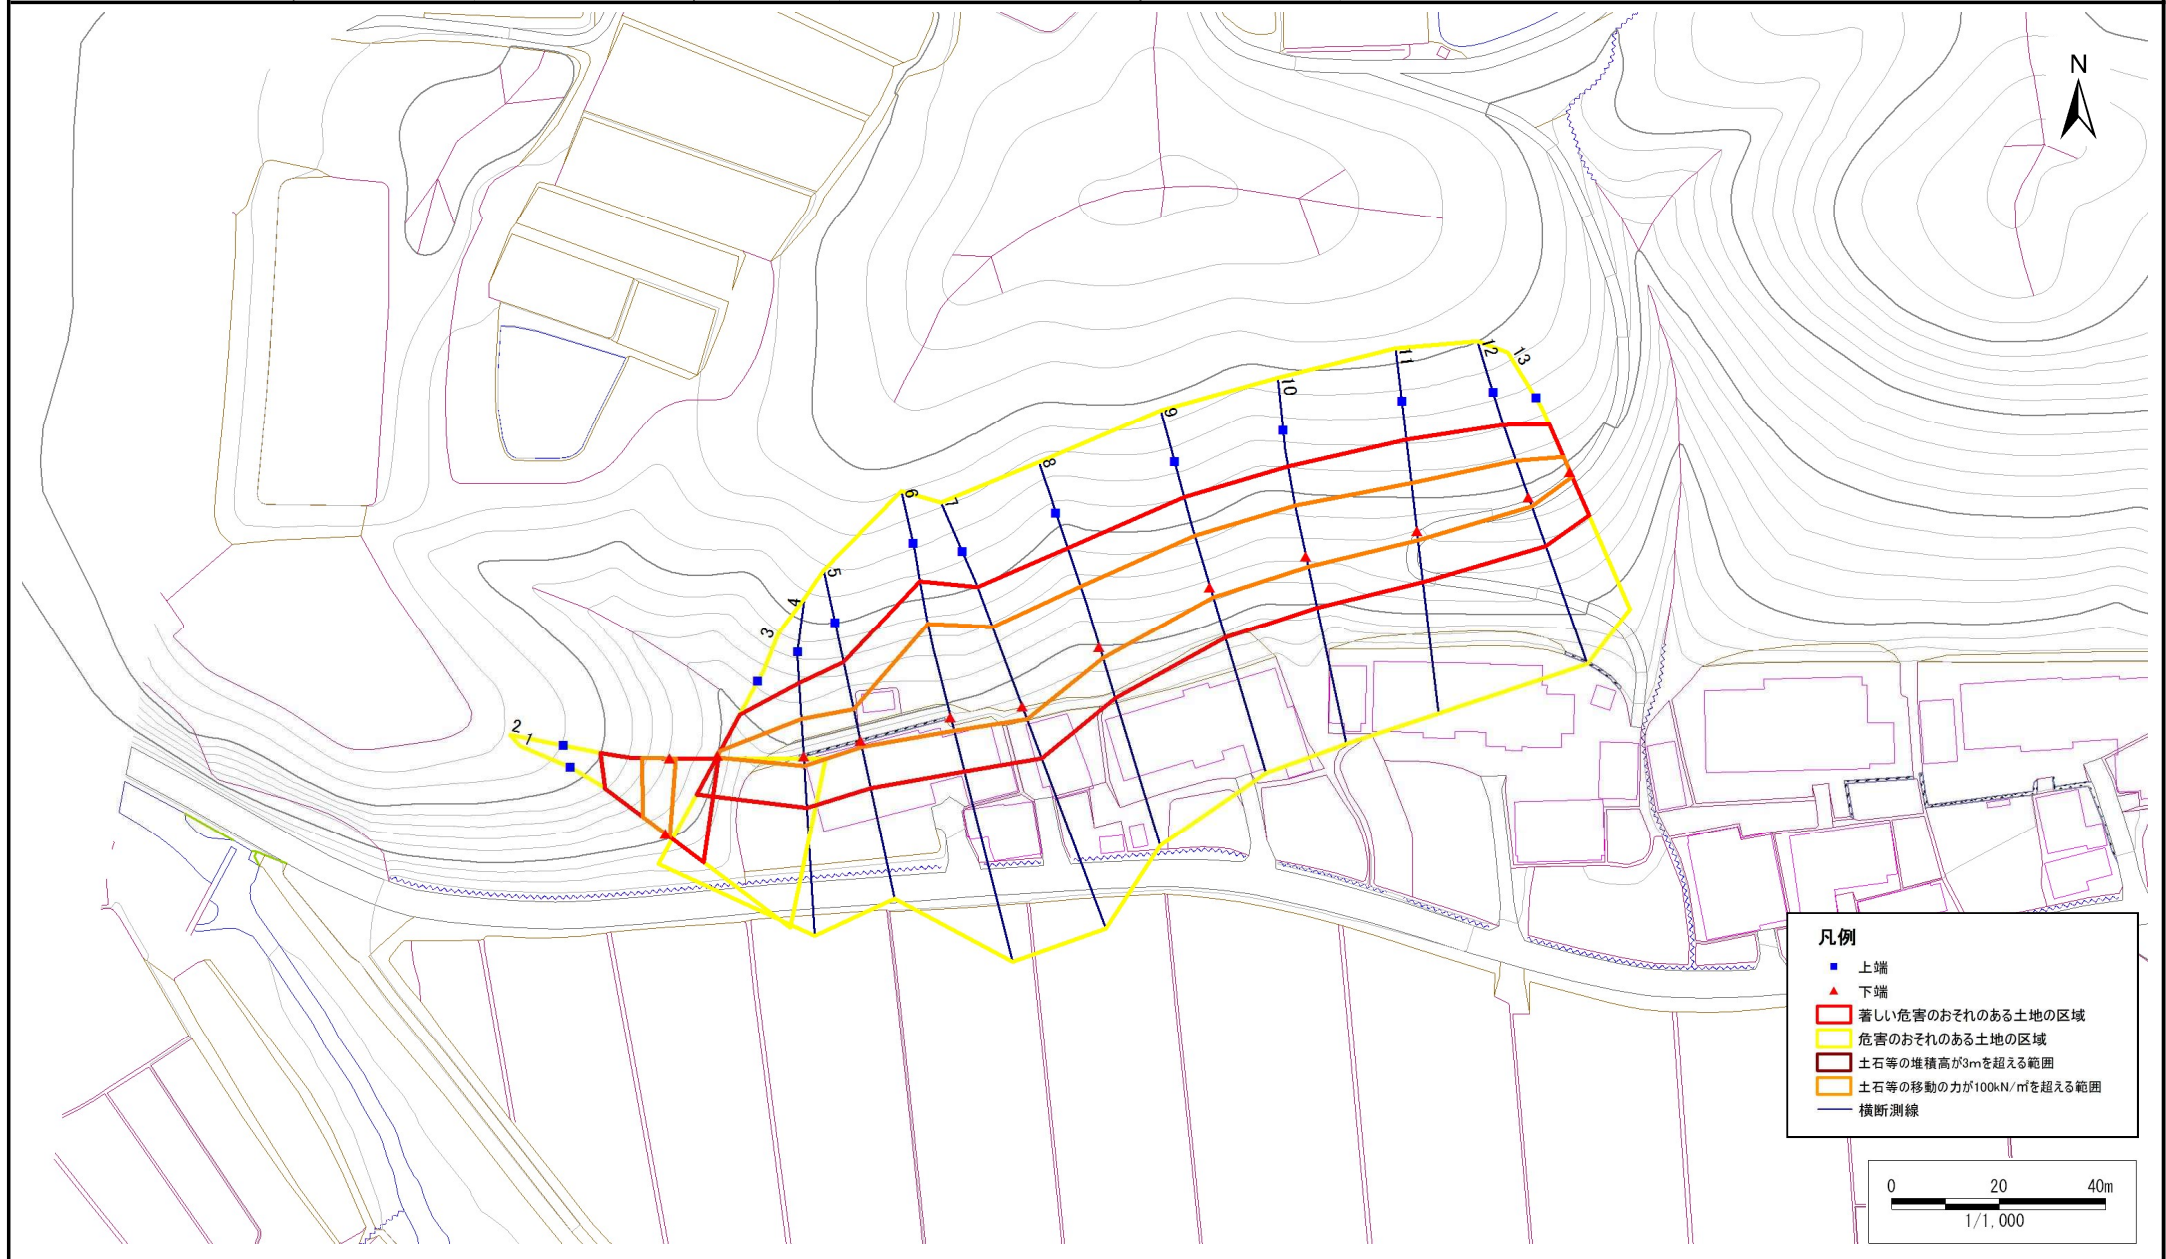 N
11
12
13
10
9
8
6
7
5
4
3
2
1
凡例
上端
下端
著しい危害のおそれのある土地の区域
危害のおそれのある土地の区域
土石等の堆積高が3mを超える範囲
土石等の移動の力が100kN/㎡を超える範囲
横断測線
0 20 40m
1/1,000